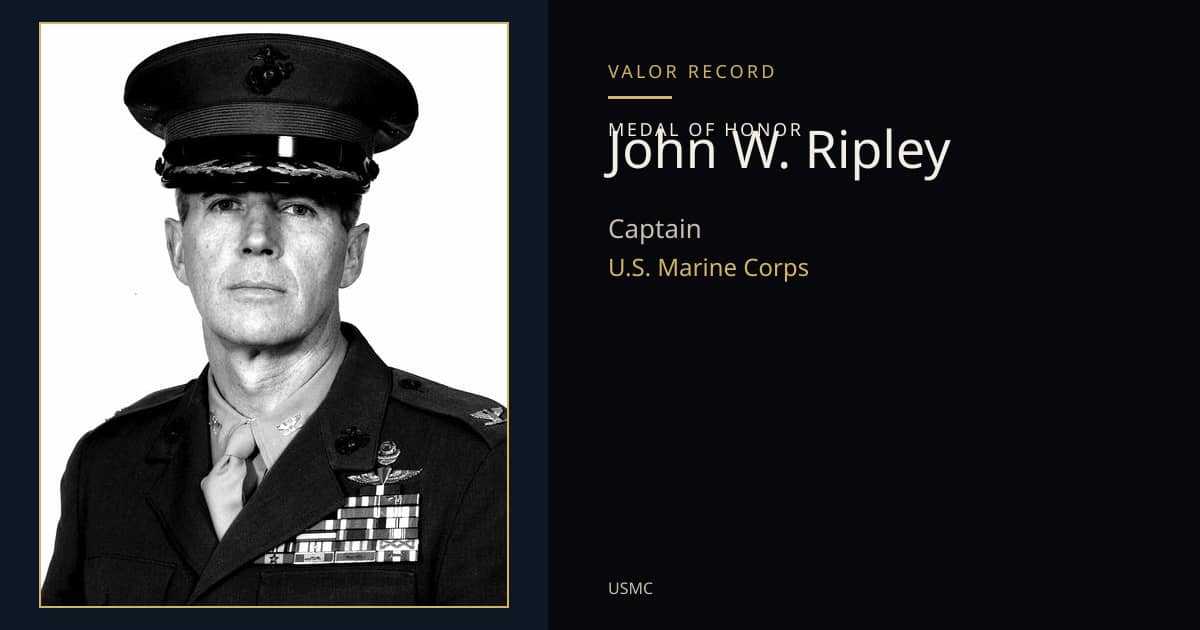 VALOR RECORD
MEDAL OF HONOR
John W. Ripley
Captain
U.S. Marine Corps
USMC